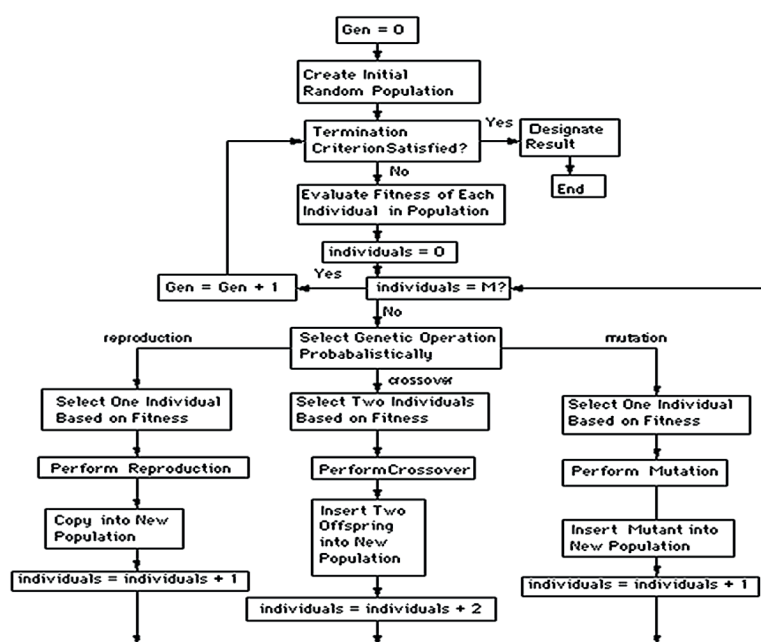 Gen = 0
Create Initial
Random Population
Termination
CriterionSatisfied?
Yes
Designate
Result
End
No
Evaluate Fitness of Each
Individual in Population
individuals = 0
Yes
Gen = Gen + 1
individuals = M?
No
reproduction
Select Genetic Operation
Probabalistically
mutation
crossover
Select One Individual
Based on Fitness
Select Two Individuals
Based on Fitness
Select One Individual
Based on Fitness
Perform Reproduction
PerformCrossover
Perform Mutation
Copy into New
Population
Insert Two
Offspring
into New
Population
Insert Mutant into
New Population
individuals = individuals + 1
individuals = individuals + 2
individuals = individuals + 1